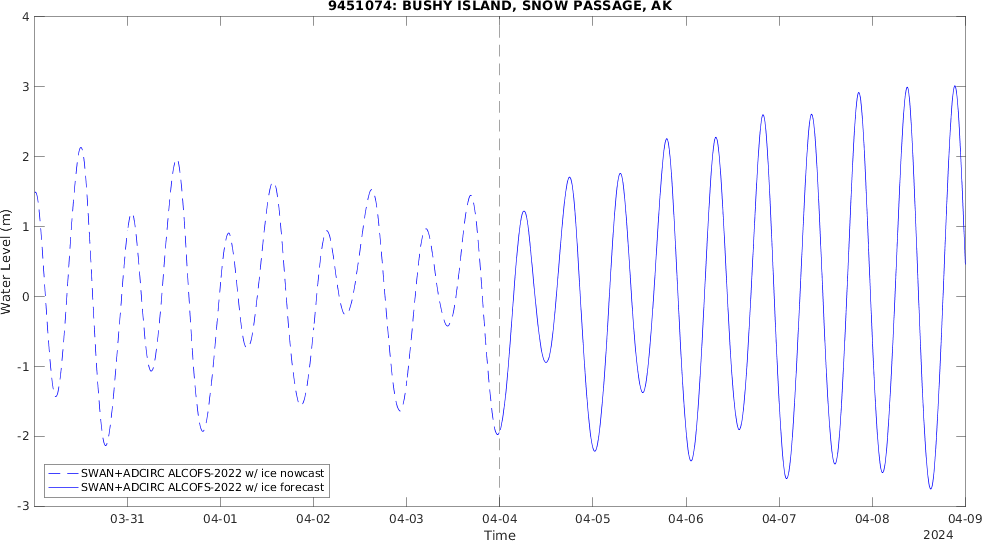 9451074: BUSHY ISLAND, SNOW PASSAGE, AK
4
3
2
1
0
-1
-2
-3
Water Level (m)
SWAN+ADCIRC ALCOFS-2022 w/ ice nowcast
SWAN+ADCIRC ALCOFS-2022 w/ ice forecast
03-31 04-01 04-02 04-03 04-04 04-05 04-06 04-07 04-08 04-09
Time
2024